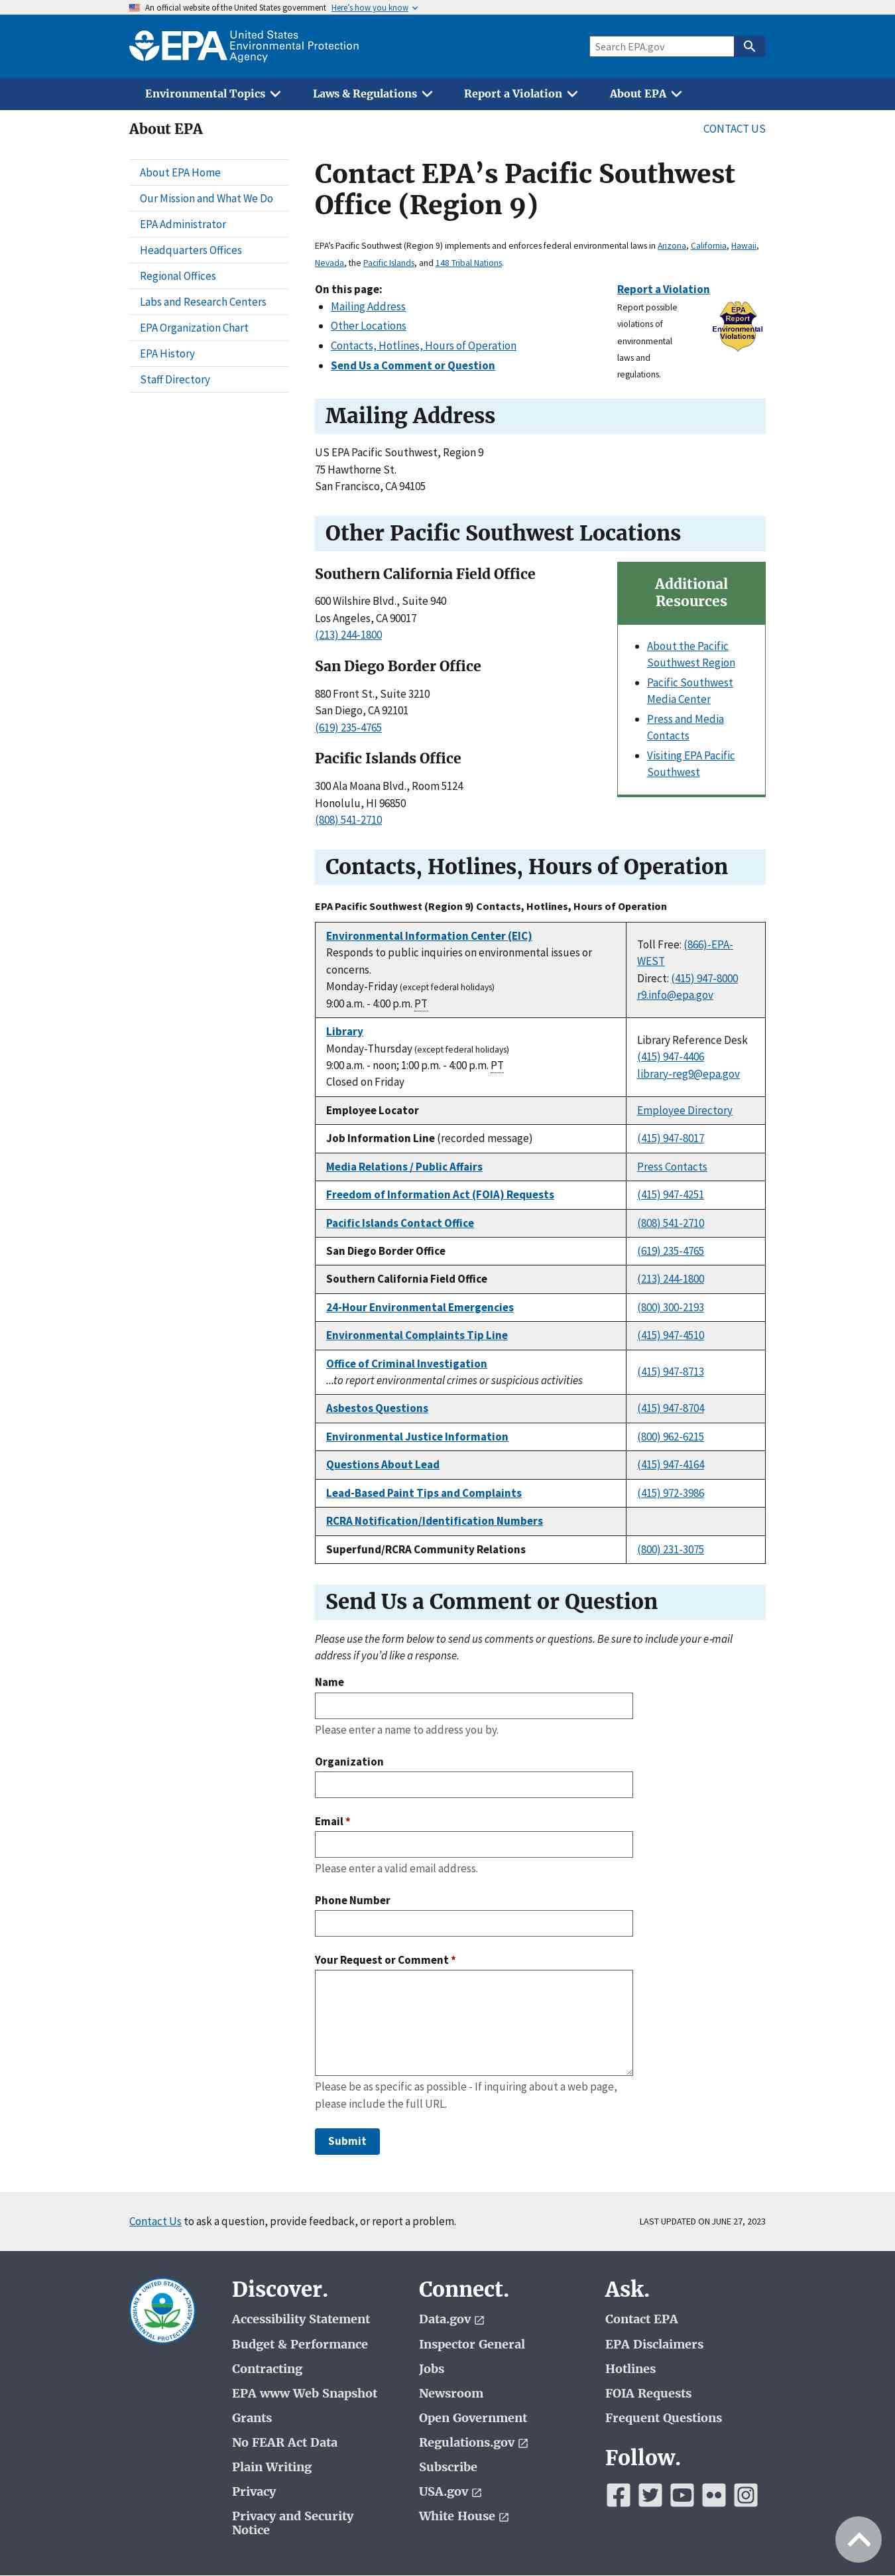 An official website of the United States government Here's how you know
EPA United States
Environmental Protection
Agency
Search EPA.gov
Environmental Topics Laws & Regulations Report a Violation About EPA
About EPA
CONTACT US
About EPA Home
Our Mission and What We Do
EPA Administrator
Headquarters Offices
Regional Offices
Labs and Research Centers
EPA Organization Chart
EPA History
Staff Directory
Contact EPA’s Pacific Southwest
Office (Region 9)
EPA's Pacific Southwest (Region 9) implements and enforces federal environmental laws in Arizona, California, Hawaii,
Nevada, the Pacific Islands, and 148 Tribal Nations.
On this page:
Mailing Address
Other Locations
Contacts, Hotlines, Hours of Operation
Send Us a Comment or Question
Report a Violation
Report possible
violations of
environmental
laws and
regulations.
EPA
Report
Environmental
Violations
Mailing Address
US EPA Pacific Southwest, Region 9
75 Hawthorne St.
San Francisco, CA 94105
Other Pacific Southwest Locations
Southern California Field Office
600 Wilshire Blvd., Suite 940
Los Angeles, CA 90017
(213) 244-1800
San Diego Border Office
880 Front St., Suite 3210
San Diego, CA 92101
(619) 235-4765
Pacific Islands Office
300 Ala Moana Blvd., Room 5124
Honolulu, HI 96850
(808) 541-2710
Additional
Resources
About the Pacific
Southwest Region
Pacific Southwest
Media Center
Press and Media
Contacts
Visiting EPA Pacific
Southwest
Contacts, Hotlines, Hours of Operation
EPA Pacific Southwest (Region 9) Contacts, Hotlines, Hours of Operation
Environmental Information Center (EIC)
Responds to public inquiries on environmental issues or
concerns.
Monday-Friday (except federal holidays)
9:00 a.m. - 4:00 p.m. PT
Toll Free: (866)-EPA-
WEST
Direct: (415) 947-8000
r9.info@epa.gov
Library
Monday-Thursday (except federal holidays)
9:00 a.m. - noon; 1:00 p.m. - 4:00 p.m. PT
Closed on Friday
Library Reference Desk
(415) 947-4406
library-reg9@epa.gov
Employee Locator Employee Directory
Job Information Line (recorded message) (415) 947-8017
Media Relations / Public Affairs Press Contacts
Freedom of Information Act (FOIA) Requests (415) 947-4251
Pacific Islands Contact Office (808) 541-2710
San Diego Border Office (619) 235-4765
Southern California Field Office (213) 244-1800
24-Hour Environmental Emergencies (800) 300-2193
Environmental Complaints Tip Line (415) 947-4510
Office of Criminal Investigation
...to report environmental crimes or suspicious activities
(415) 947-8713
Asbestos Questions (415) 947-8704
Environmental Justice Information (800) 962-6215
Questions About Lead (415) 947-4164
Lead-Based Paint Tips and Complaints (415) 972-3986
RCRA Notification/Identification Numbers
Superfund/RCRA Community Relations (800) 231-3075
Send Us a Comment or Question
Please use the form below to send us comments or questions. Be sure to include your e-mail
address if you'd like a response.
Name
Please enter a name to address you by.
Organization
Email *
Please enter a valid email address.
Phone Number
Your Request or Comment *
Please be as specific as possible - If inquiring about a web page,
please include the full URL.
Submit
Contact Us to ask a question, provide feedback, or report a problem.
LAST UPDATED ON JUNE 27, 2023
UNITED STATES
ENVIRONMENTAL PROTECTION AGENCY
Discover.
Accessibility Statement
Budget & Performance
Contracting
EPA www Web Snapshot
Grants
No FEAR Act Data
Plain Writing
Privacy
Privacy and Security
Notice
Connect.
Data.gov
Inspector General
Jobs
Newsroom
Open Government
Regulations.gov
Subscribe
USA.gov
White House
Ask.
Contact EPA
EPA Disclaimers
Hotlines
FOIA Requests
Frequent Questions
Follow.